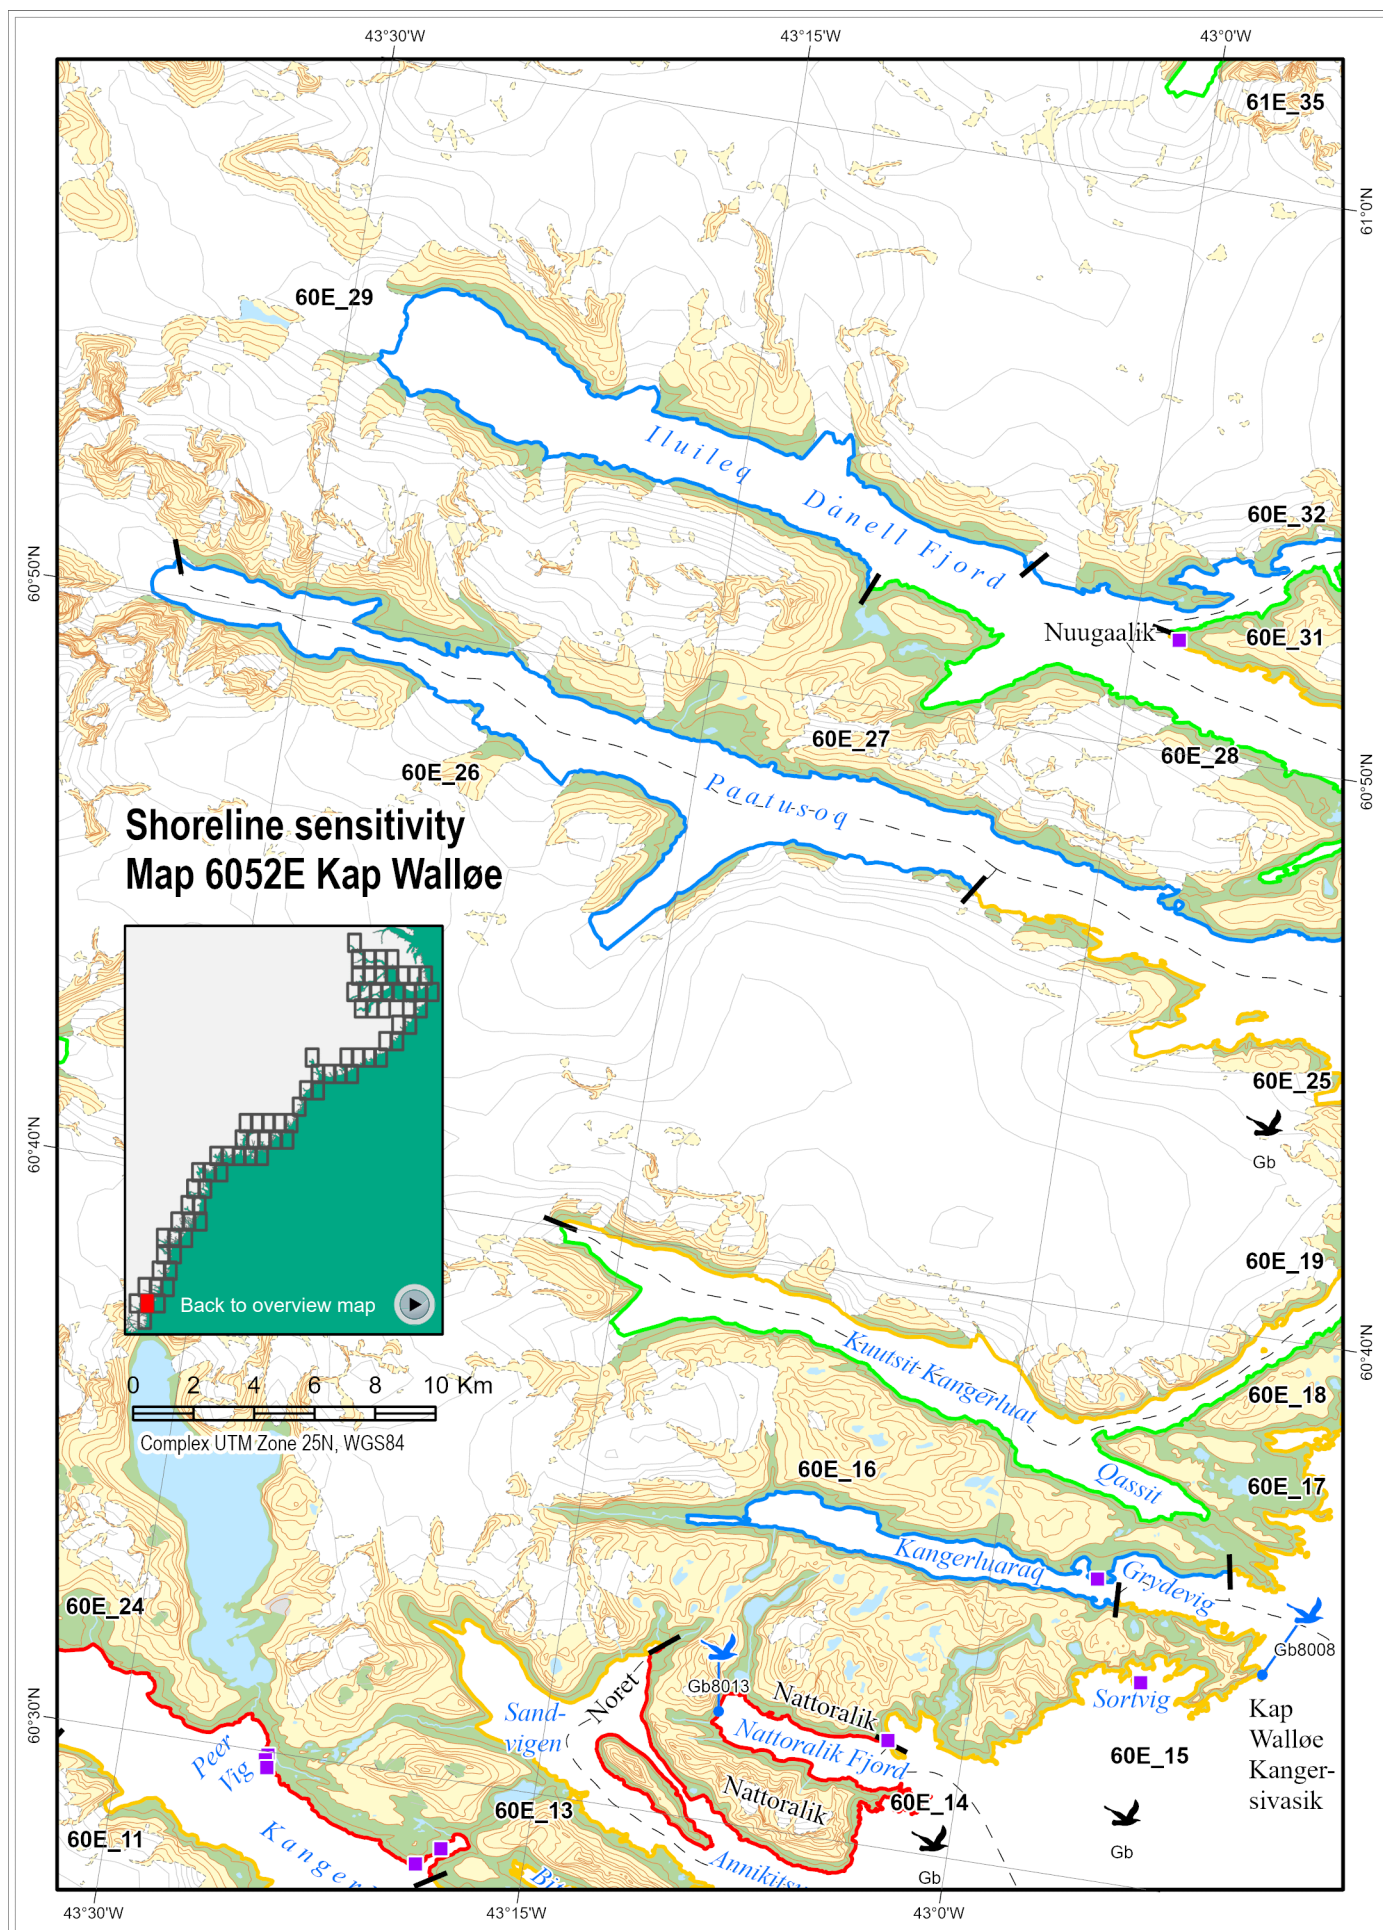 43°30'W
43°15'W
43°0'W
61E_35
61°0'N
60E_29
Iluileq
Dánell Fjord
60E_32
60°50'N
Nuugaalik
60E_31
60E_27
60E_28
60E_26
Paatusoq
60°50'N
Shoreline sensitivity
Map 6052E Kap Walløe
60E_25
60°40'N
Gb
60E_19
Back to overview map
Kuutsit Kangerluat
60°40'N
0 2 4 6 8 10 Km
60E_18
Complex UTM Zone 25N, WGS84
60E_16
Qassit
60E_17
Kangerluaraq
Grydevig
60E_24
Gb8008
Noret
Gb8013
Nattoralik
Sortvig
60°30'N
Sand-
vigen
Nattoralik Fjord
Kap
Walløe
Kanger-
sivasik
Peer
Vig
60E_15
Nattoralik
60E_14
60E_13
60E_11
Gb
Gb
43°30'W
43°15'W
43°0'W